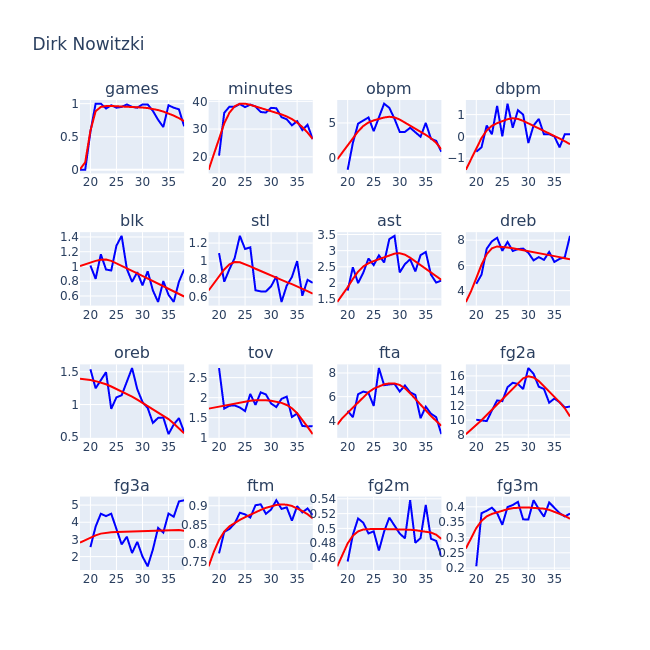 Dirk Nowitzki
games minutes obpm dbpm
1 0.5 0
40 30 20
5 0
1 0 −1
20 25 30 35 20 25 30 35 20 25 30 35 20 25 30 35
blk stl ast dreb
1.4 1.2 1 0.8 0.6
1.2 1 0.8 0.6
3.5 3 2.5 2 1.5
8 6 4
20 25 30 35 20 25 30 35 20 25 30 35 20 25 30 35
oreb tov fta fg2a
1.5 1 0.5
2.5 2 1.5 1
8 6 4
16 14 12 10 8
20 25 30 35 20 25 30 35 20 25 30 35 20 25 30 35
fg3a ftm fg2m fg3m
5 4 3 2
0.9 0.85 0.8 0.75
0.54 0.52 0.5 0.48 0.46
0.4 0.35 0.3 0.25 0.2
20 25 30 35 20 25 30 35 20 25 30 35 20 25 30 35